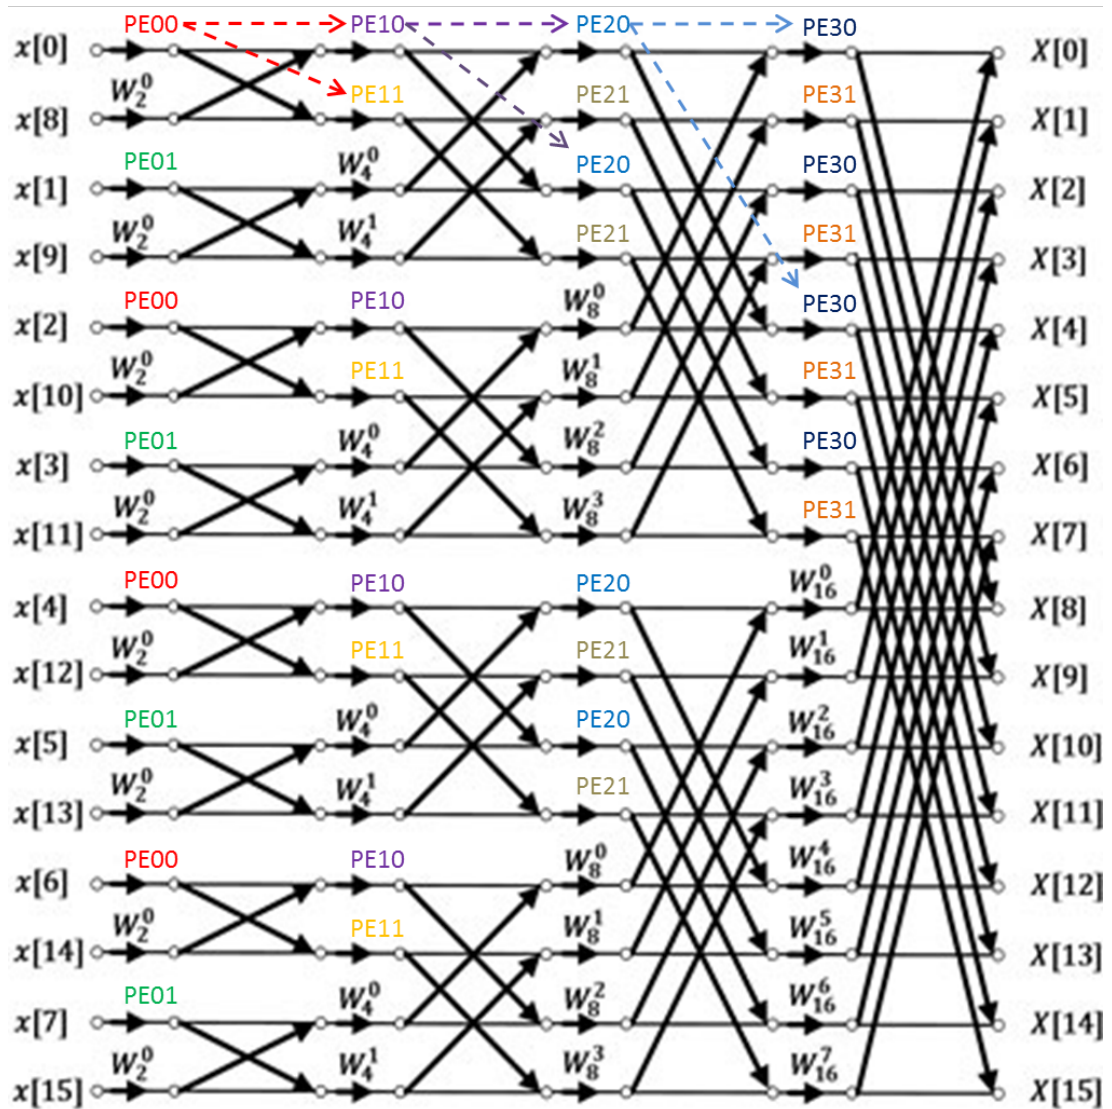 PE00 PE10 PE20 PE30
x[0] X[0]
W_2^0 PE11 PE21 PE31
x[8] X[1]
PE01 W_4^0 PE20 PE30
x[1] X[2]
W_2^0 W_4^1 PE21 PE31
x[9] X[3]
PE00 PE10 W_8^0 PE30
x[2] X[4]
W_2^0 PE11 W_8^1 PE31
x[10] X[5]
PE01 W_4^0 W_8^2 PE30
x[3] X[6]
W_2^0 W_4^1 W_8^3 PE31
x[11] X[7]
PE00 PE10 PE20 W_16^0
x[4] X[8]
W_2^0 PE11 PE21 W_16^1
x[12] X[9]
PE01 W_4^0 PE20 W_16^2
x[5] X[10]
W_2^0 W_4^1 PE21 W_16^3
x[13] X[11]
PE00 PE10 W_8^0 W_16^4
x[6] X[12]
W_2^0 PE11 W_8^1 W_16^5
x[14] X[13]
PE01 W_4^0 W_8^2 W_16^6
x[7] X[14]
W_2^0 W_4^1 W_8^3 W_16^7
x[15] X[15]